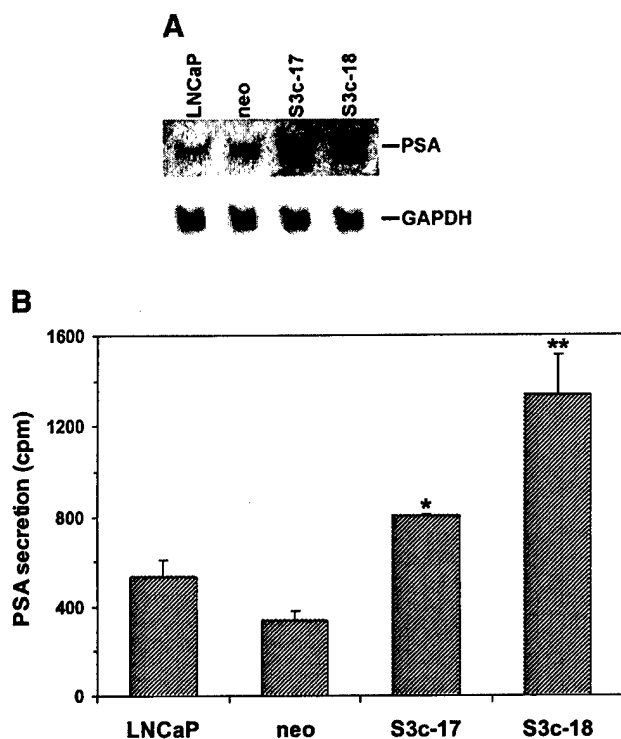 A
LNCaP
neo
S3c-17
S3c-18
PSA
GAPDH
B
PSA secretion (cpm)
1600
1200
800
400
0
*
**
LNCaP
neo
S3c-17
S3c-18